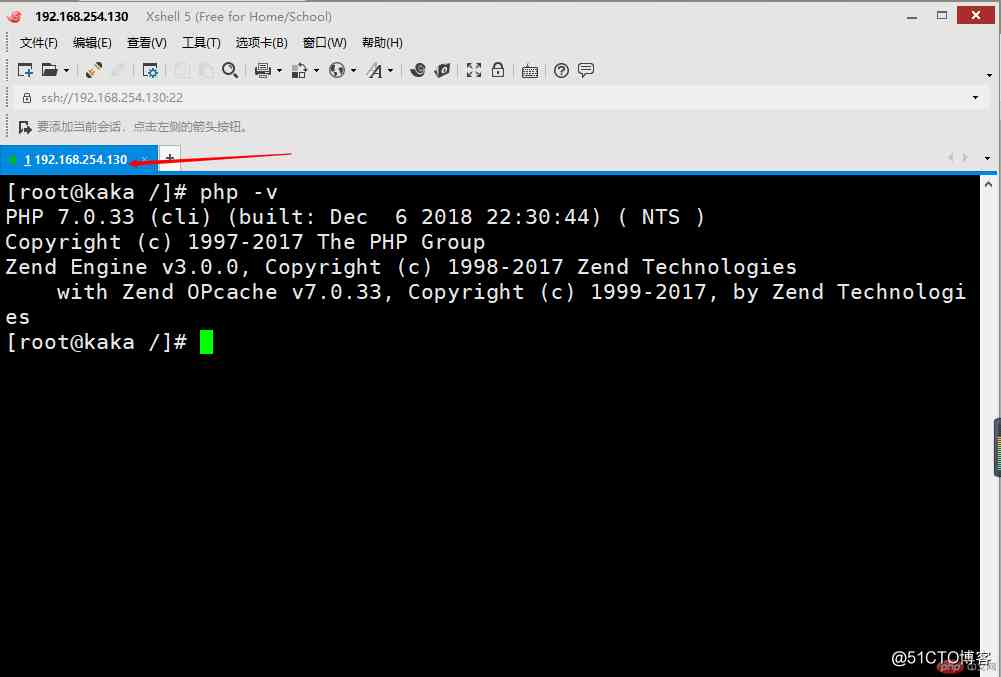 192.168.254.130 Xshell 5 (Free for Home/School)
文件(F) 编辑(E) 查看(V) 工具(T) 选项卡(B) 窗口(W) 帮助(H)
ssh://192.168.254.130:22
要添加当前会话，点击左侧的箭头按钮。
1 192.168.254.130
[root@kaka /]# php -v
PHP 7.0.33 (cli) (built: Dec  6 2018 22:30:44) ( NTS )
Copyright (c) 1997-2017 The PHP Group
Zend Engine v3.0.0, Copyright (c) 1998-2017 Zend Technologies
    with Zend OPcache v7.0.33, Copyright (c) 1999-2017, by Zend Technologi
es
[root@kaka /]#
@51CTO博客
php